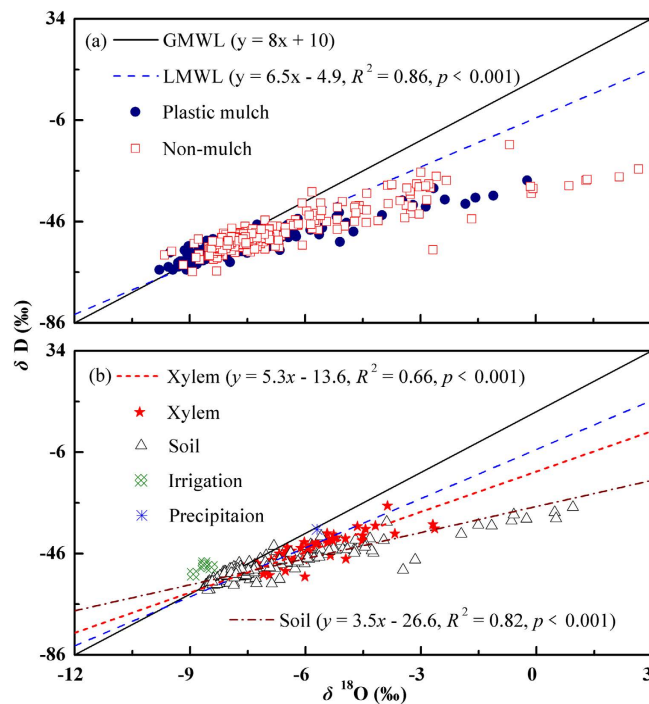 34
(a)
GMWL (y = 8x + 10)
LMWL (y = 6.5x - 4.9, R² = 0.86, p < 0.001)
-6
Plastic mulch
Non-mulch
-46
-86
δ D (‰)
34
(b)
Xylem (y = 5.3x - 13.6, R² = 0.66, p < 0.001)
Xylem
-6
Soil
Irrigation
Precipitaion
-46
Soil (y = 3.5x - 26.6, R² = 0.82, p < 0.001)
-86
-12 -9 -6 -3 0 3
δ ¹⁸O (‰)